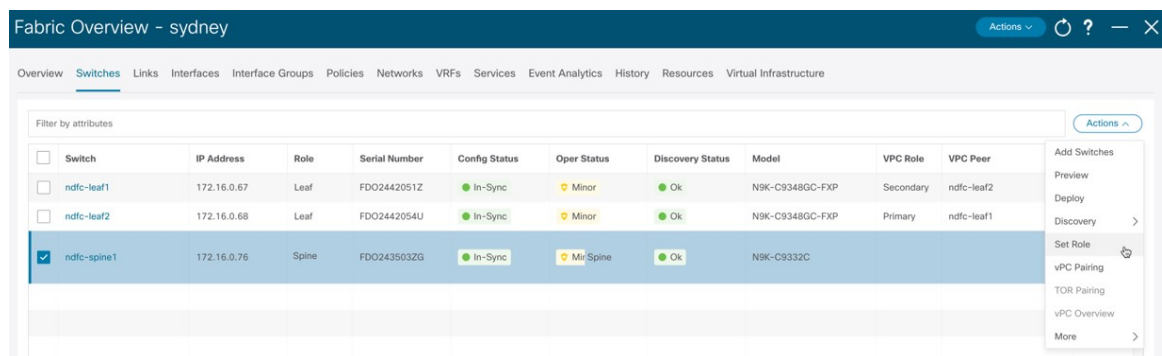 Fabric Overview - sydney
Actions
?
Overview Switches Links Interfaces Interface Groups Policies Networks VRFs Services Event Analytics History Resources Virtual Infrastructure
Filter by attributes
Actions
Switch IP Address Role Serial Number Config Status Oper Status Discovery Status Model VPC Role VPC Peer
ndfc-leaf1 172.16.0.67 Leaf FDO2442051Z In-Sync Minor Ok N9K-C9348GC-FXP Secondary ndfc-leaf2
ndfc-leaf2 172.16.0.68 Leaf FDO2442054U In-Sync Minor Ok N9K-C9348GC-FXP Primary ndfc-leaf1
ndfc-spine1 172.16.0.76 Spine FDO243503ZG In-Sync Mir Spine Ok N9K-C9332C
Add Switches
Preview
Deploy
Discovery
Set Role
vPC Pairing
TOR Pairing
vPC Overview
More